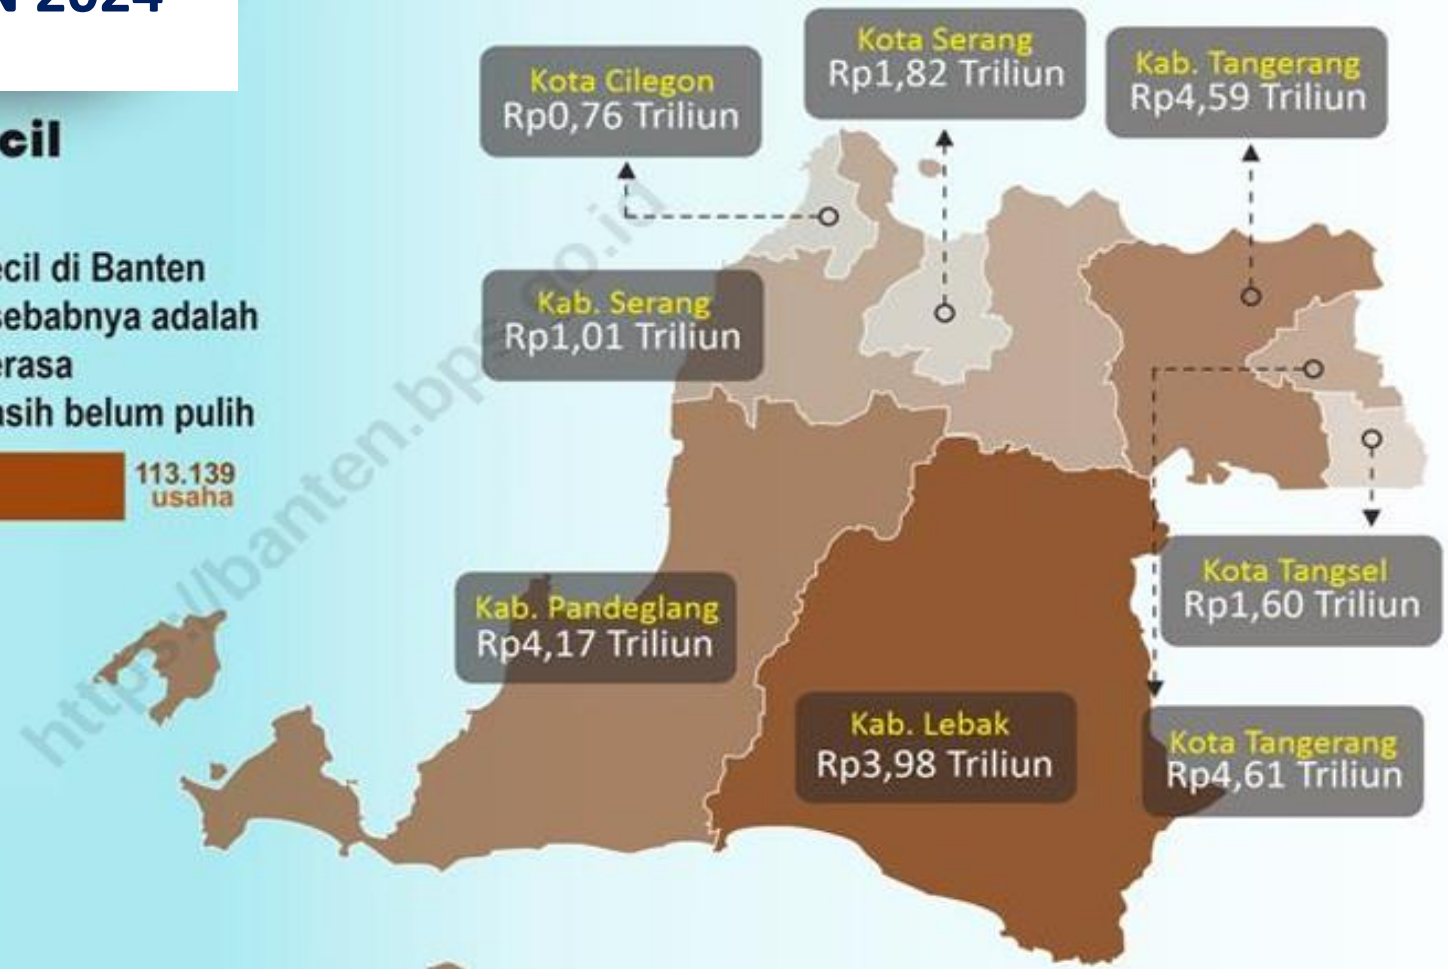 N 2024
cil
ecil di Banten
sebabnya adalah
erasa
asih belum pulih
113.139
usaha
Kota Cilegon
Rp0,76 Triliun
Kota Serang
Rp1,82 Triliun
Kab. Tangerang
Rp4,59 Triliun
Kab. Serang
Rp1,01 Triliun
Kab. Pandeglang
Rp4,17 Triliun
Kab. Lebak
Rp3,98 Triliun
Kota Tangsel
Rp1,60 Triliun
Kota Tangerang
Rp4,61 Triliun
https://banten.bps.go.id